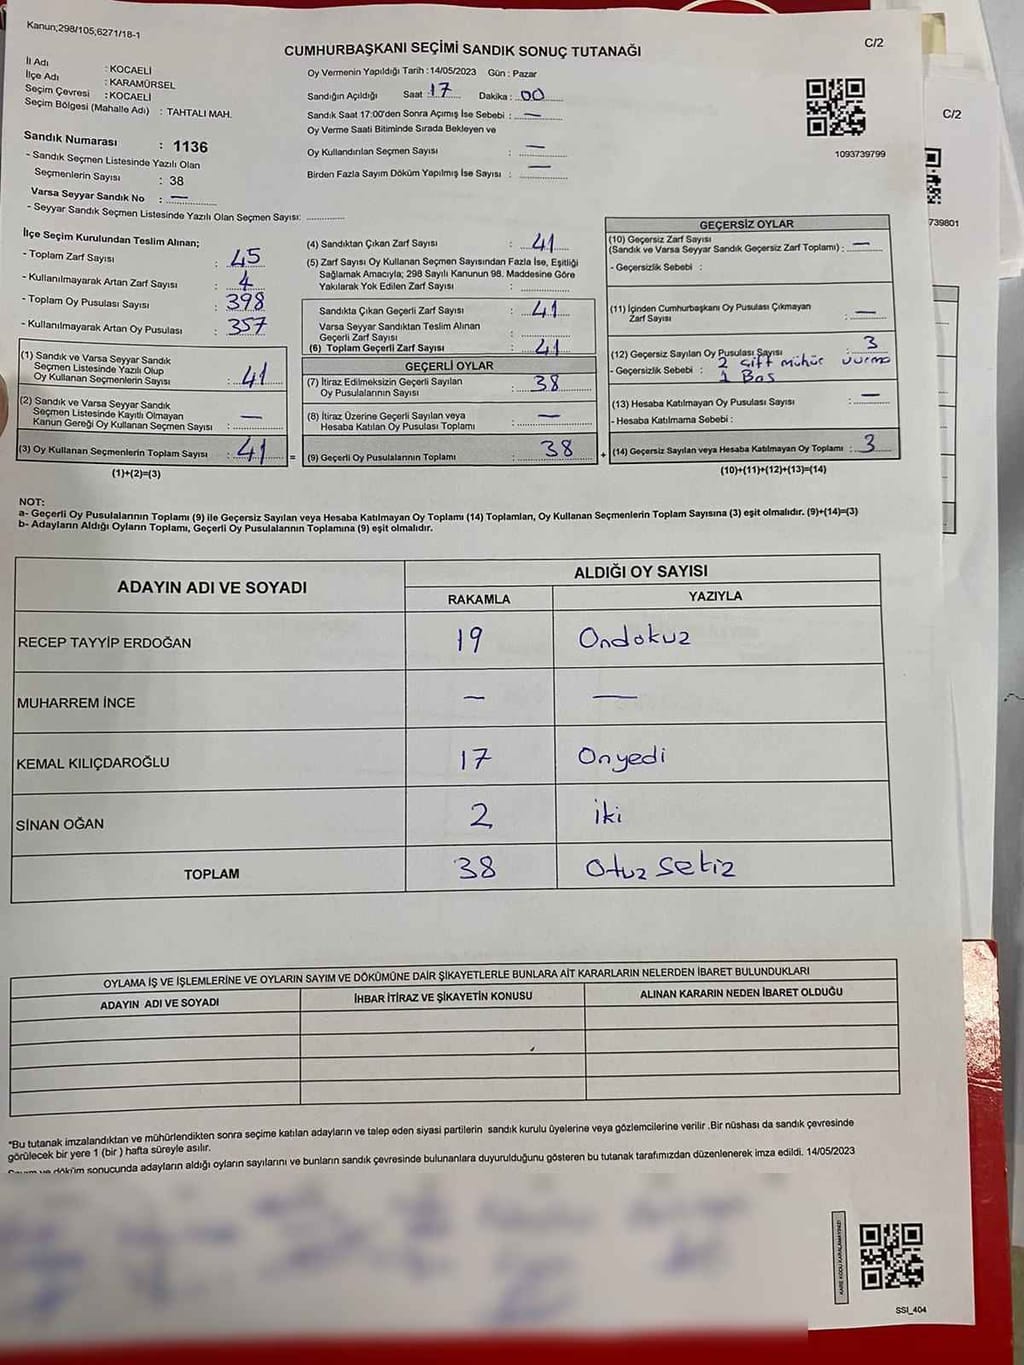 Kanun;298/105;6271/18-1
C/2
CUMHURBAŞKANI SEÇİMİ SANDIK SONUÇ TUTANAĞI
İl Adı : KOCAELİ
İlçe Adı : KARAMÜRSEL
Seçim Çevresi : KOCAELİ
Seçim Bölgesi (Mahalle Adı) : TAHTALI MAH.
Oy Vermenin Yapıldığı Tarih : 14/05/2023 Gün : Pazar
Sandığın Açıldığı Saat 17 Dakika : 00
Sandık Saat 17:00'den Sonra Açımış İse Sebebi : —
Oy Verme Saati Bitiminde Sırada Bekleyen ve
Oy Kullandırılan Seçmen Sayısı : —
Birden Fazla Sayım Döküm Yapılmış İse Sayısı : —
1093739799
C/2
739801
Sandık Numarası : 1136
- Sandık Seçmen Listesinde Yazılı Olan
Seçmenlerin Sayısı : 38
Varsa Seyyar Sandık No : —
- Seyyar Sandık Seçmen Listesinde Yazılı Olan Seçmen Sayısı:
İlçe Seçim Kurulundan Teslim Alınan;
- Toplam Zarf Sayısı : 45
- Kullanılmayarak Artan Zarf Sayısı : 4
- Toplam Oy Pusulası Sayısı : 398
- Kullanılmayarak Artan Oy Pusulası : 357
(1) Sandık ve Varsa Seyyar Sandık
Seçmen Listesinde Yazılı Olup
Oy Kullanan Seçmenlerin Sayısı : 41
(2) Sandık ve Varsa Seyyar Sandık
Seçmen Listesinde Kayıtlı Olmayan
Kanun Gereği Oy Kullanan Seçmen Sayısı : —
(3) Oy Kullanan Seçmenlerin Toplam Sayısı : 41
(1)+(2)=(3)
(4) Sandıktan Çıkan Zarf Sayısı : 41
(5) Zarf Sayısı Oy Kullanan Seçmen Sayısından Fazla İse, Eşitliği
Sağlamak Amacıyla; 298 Sayılı Kanunun 98. Maddesine Göre
Yakılarak Yok Edilen Zarf Sayısı :
Sandıkta Çıkan Geçerli Zarf Sayısı : 41
Varsa Seyyar Sandıktan Teslim Alınan
Geçerli Zarf Sayısı :
(6) Toplam Geçerli Zarf Sayısı : 41
GEÇERLİ OYLAR
(7) İtiraz Edilmeksizin Geçerli Sayılan
Oy Pusulalarının Sayısı : 38
(8) İtiraz Üzerine Geçerli Sayılan veya
Hesaba Katılan Oy Pusulası Toplamı : —
= (9) Geçerli Oy Pusulalarının Toplamı : 38
GEÇERSİZ OYLAR
(10) Geçersiz Zarf Sayısı
(Sandık ve Varsa Seyyar Sandık Geçersiz Zarf Toplamı) : —
- Geçersizlik Sebebi :
(11) İçinden Cumhurbaşkanı Oy Pusulası Çıkmayan
Zarf Sayısı : —
(12) Geçersiz Sayılan Oy Pusulası Sayısı : 3
- Geçersizlik Sebebi : 2 çift mühür vurma
1 Boş
(13) Hesaba Katılmayan Oy Pusulası Sayısı : —
- Hesaba Katılmama Sebebi :
+ (14) Geçersiz Sayılan veya Hesaba Katılmayan Oy Toplamı : 3
(10)+(11)+(12)+(13)=(14)
NOT:
a- Geçerli Oy Pusulalarının Toplamı (9) ile Geçersiz Sayılan veya Hesaba Katılmayan Oy Toplamı (14) Toplamları, Oy Kullanan Seçmenlerin Toplam Sayısına (3) eşit olmalıdır. (9)+(14)=(3)
b- Adayların Aldığı Oyların Toplamı, Geçerli Oy Pusulalarının Toplamına (9) eşit olmalıdır.
ADAYIN ADI VE SOYADI
ALDIĞI OY SAYISI
RAKAMLA YAZIYLA
RECEP TAYYİP ERDOĞAN 19 Ondokuz
MUHARREM İNCE — —
KEMAL KILIÇDAROĞLU 17 Onyedi
SİNAN OĞAN 2 iki
TOPLAM 38 Otuz sekiz
OYLAMA İŞ VE İŞLEMLERİNE VE OYLARIN SAYIM VE DÖKÜMÜNE DAİR ŞİKAYETLERLE BUNLARA AİT KARARLARIN NELERDEN İBARET BULUNDUKLARI
ADAYIN ADI VE SOYADI İHBAR İTİRAZ VE ŞİKAYETİN KONUSU ALINAN KARARIN NEDEN İBARET OLDUĞU
*Bu tutanak imzalandıktan ve mühürlendikten sonra seçime katılan adayların ve talep eden siyasi partilerin sandık kurulu üyelerine veya gözlemcilerine verilir .Bir nüshası da sandık çevresinde
görülecek bir yere 1 (bir ) hafta süreyle asılır.
Sayım ve döküm sonucunda adayların aldığı oyların sayılarını ve bunların sandık çevresinde bulunanlara duyurulduğunu gösteren bu tutanak tarafımızdan düzenlenerek imza edildi. 14/05/2023
KARE KODU KARALAMAYINIZ!
SSI_404